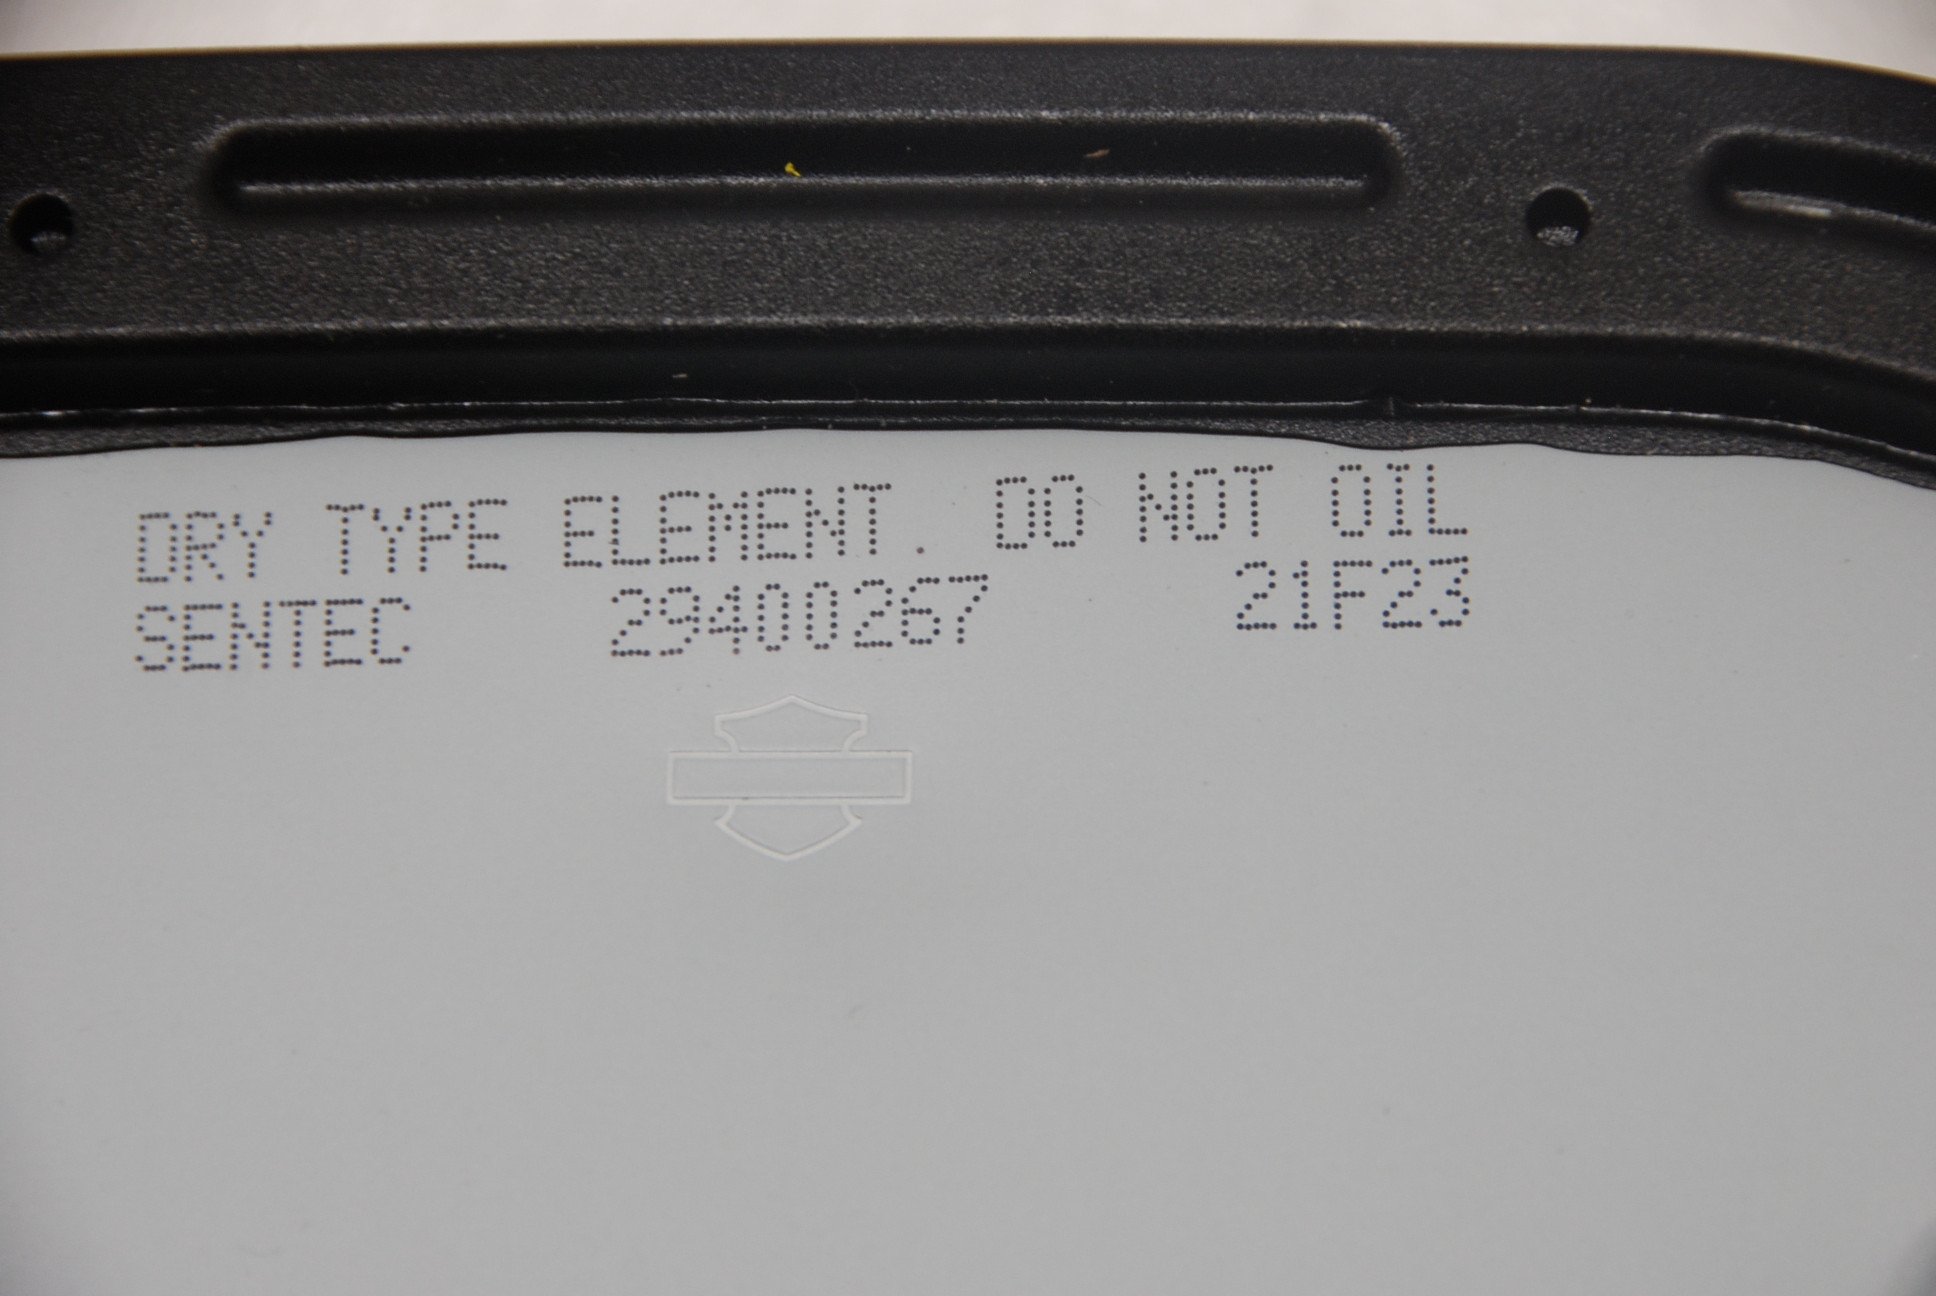 DRY TYPE ELEMENT. DO NOT OIL
SENTEC 29400267 21F23